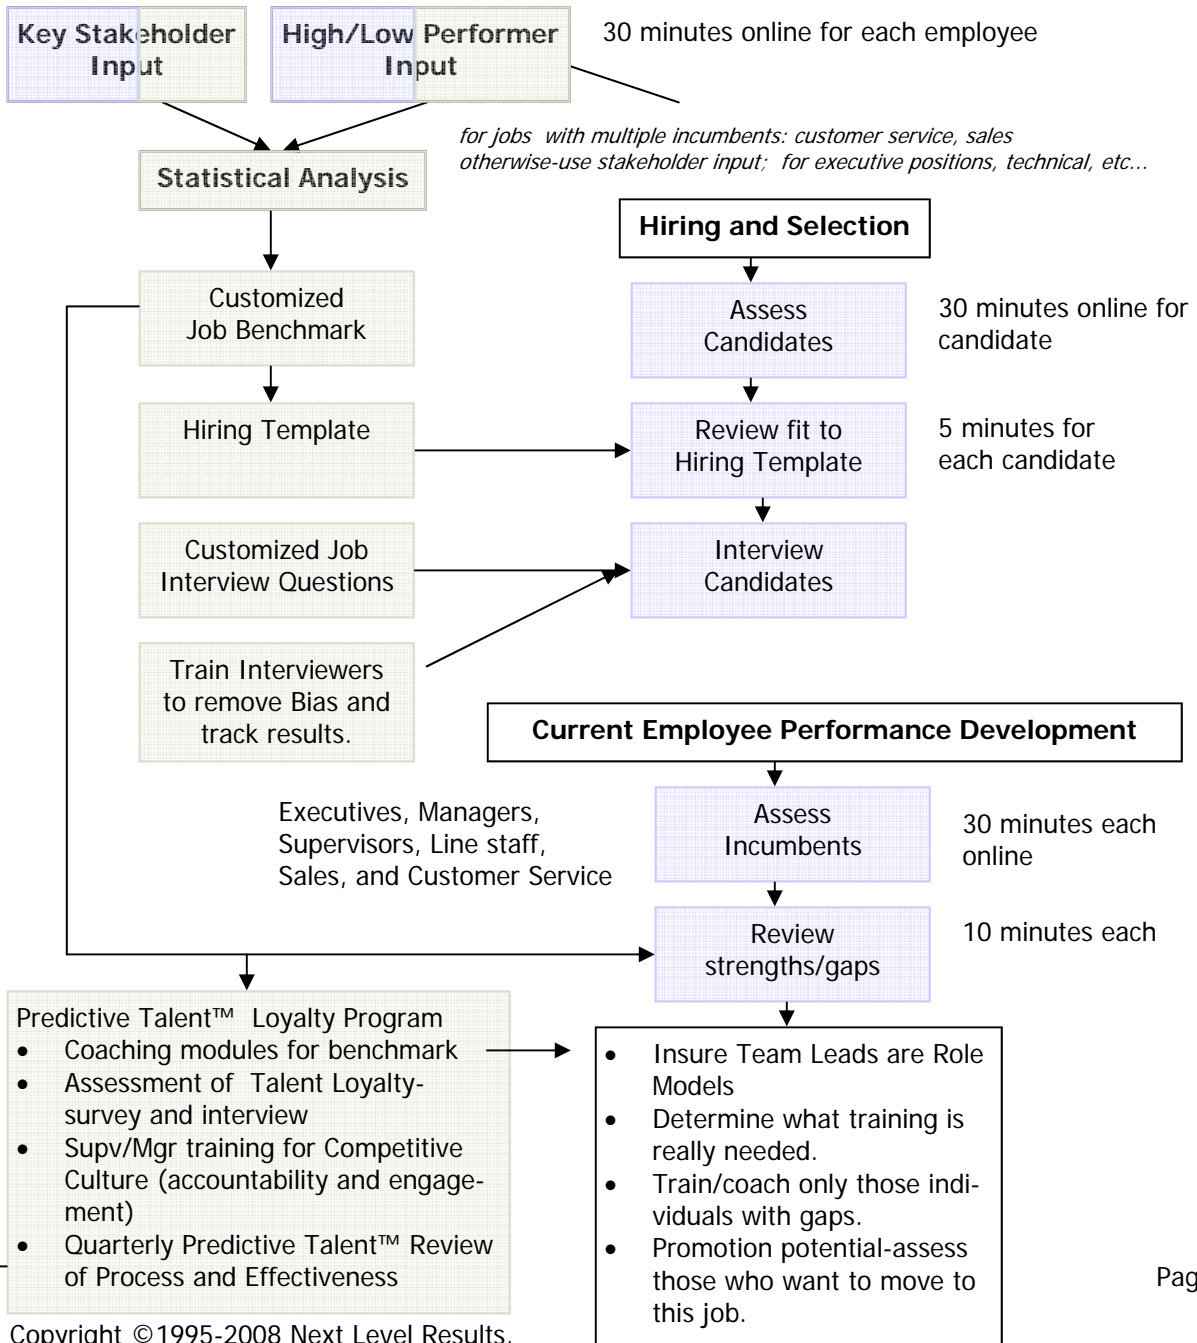 Key Stakeholder
Input
High/Low Performer
Input
30 minutes online for each employee
for jobs with multiple incumbents: customer service, sales
otherwise-use stakeholder input; for executive positions, technical, etc...
Statistical Analysis
Hiring and Selection
Customized
Job Benchmark
Assess
Candidates
30 minutes online for
candidate
Hiring Template
Review fit to
Hiring Template
5 minutes for
each candidate
Customized Job
Interview Questions
Interview
Candidates
Train Interviewers
to remove Bias and
track results.
Current Employee Performance Development
Executives, Managers,
Supervisors, Line staff,
Sales, and Customer Service
Assess
Incumbents
30 minutes each
online
Review
strengths/gaps
10 minutes each
Predictive Talent™ Loyalty Program
• Coaching modules for benchmark
• Assessment of Talent Loyalty-
survey and interview
• Supv/Mgr training for Competitive
Culture (accountability and engage-
ment)
• Quarterly Predictive Talent™ Review
of Process and Effectiveness
• Insure Team Leads are Role
Models
• Determine what training is
really needed.
• Train/coach only those indi-
viduals with gaps.
• Promotion potential-assess
those who want to move to
this job.
Pag
Copyright ©1995-2008 Next Level Results,